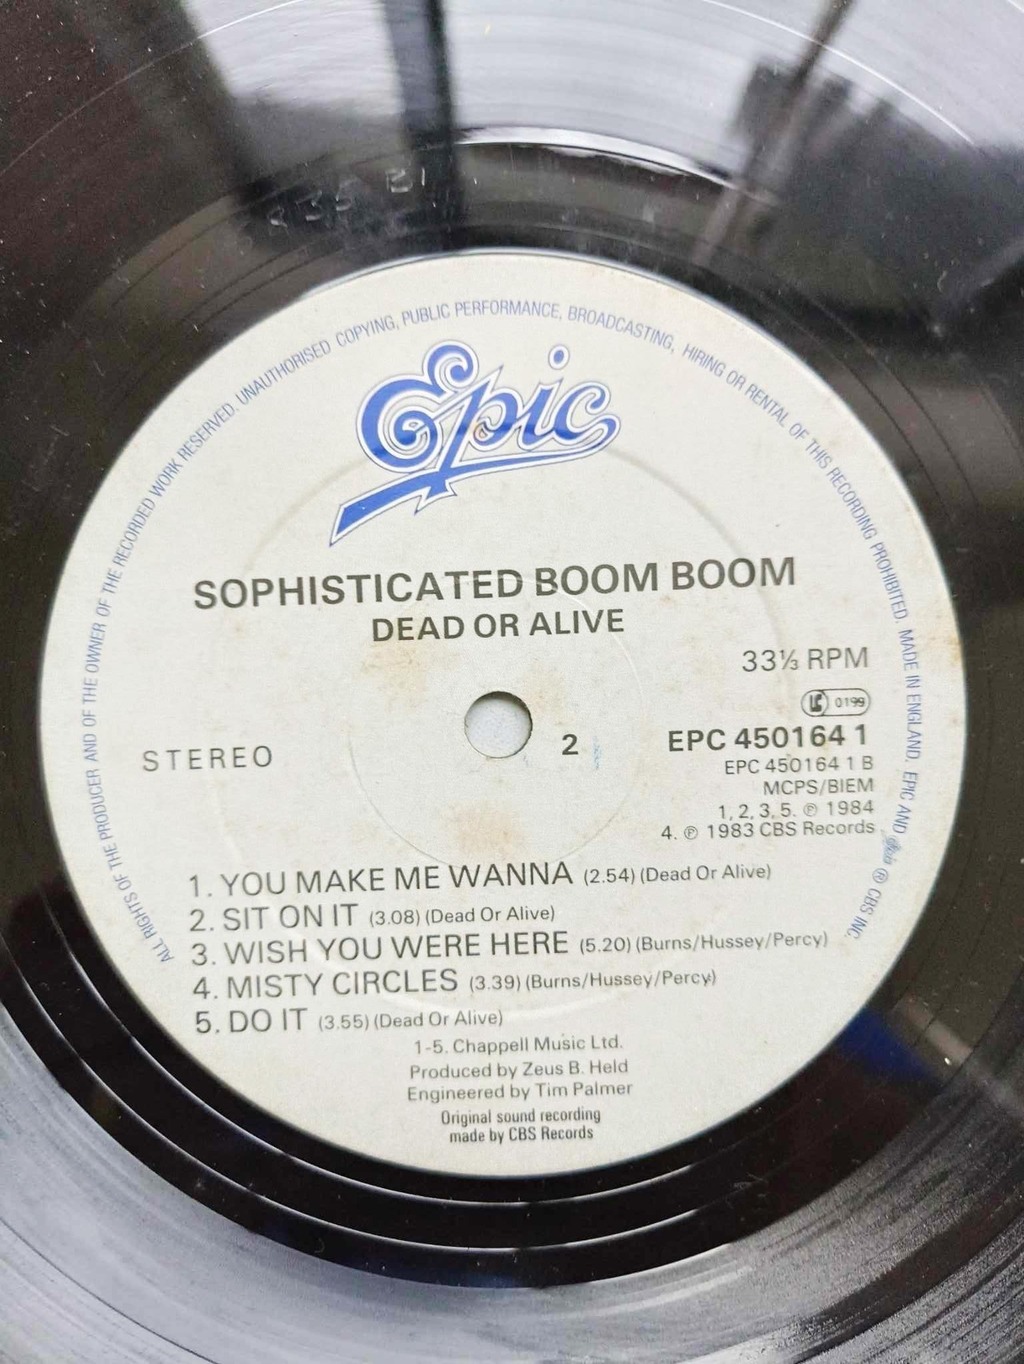 835 B1
ALL RIGHTS OF THE PRODUCER AND OF THE OWNER OF THE RECORDED WORK RESERVED. UNAUTHORISED COPYING, PUBLIC PERFORMANCE, BROADCASTING, HIRING OR RENTAL OF THIS RECORDING PROHIBITED. MADE IN ENGLAND. EPIC AND Epic ® CBS INC.
Epic
SOPHISTICATED BOOM BOOM
DEAD OR ALIVE
33⅓ RPM
LC 0199
STEREO
2
EPC 450164 1
EPC 450164 1 B
MCPS/BIEM
1, 2, 3, 5. ℗ 1984
4. ℗ 1983 CBS Records
1. YOU MAKE ME WANNA (2.54) (Dead Or Alive)
2. SIT ON IT (3.08) (Dead Or Alive)
3. WISH YOU WERE HERE (5.20) (Burns/Hussey/Percy)
4. MISTY CIRCLES (3.39) (Burns/Hussey/Percy)
5. DO IT (3.55) (Dead Or Alive)
1-5. Chappell Music Ltd.
Produced by Zeus B. Held
Engineered by Tim Palmer
Original sound recording
made by CBS Records